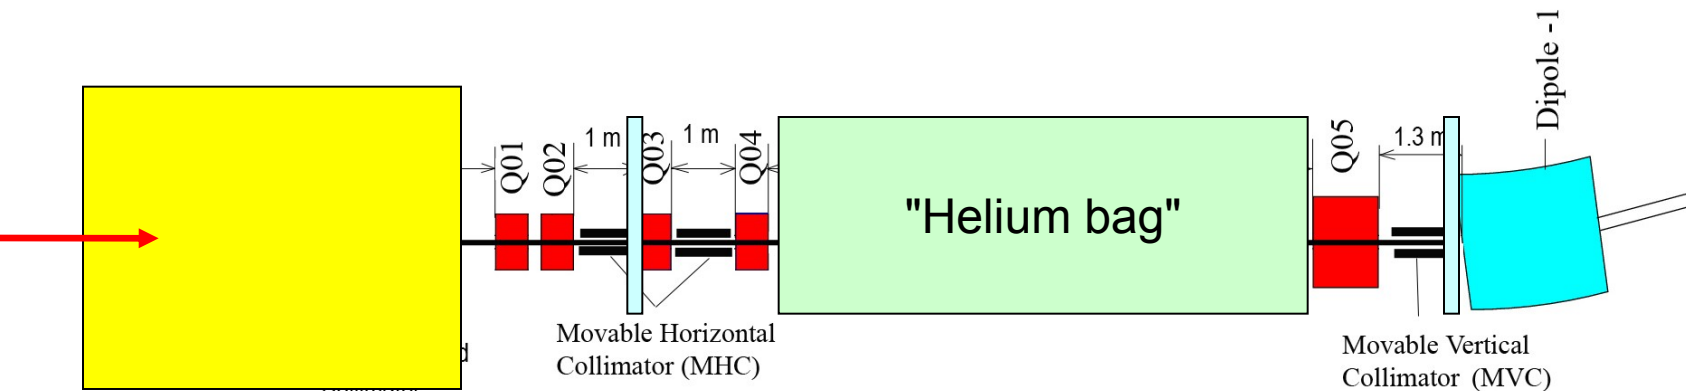 Dipole -1
Q01
Q02
1 m
Q03
1 m
Q04
"Helium bag"
Q05
1.3 m
Movable Horizontal
Collimator (MHC)
Movable Vertical
Collimator (MVC)